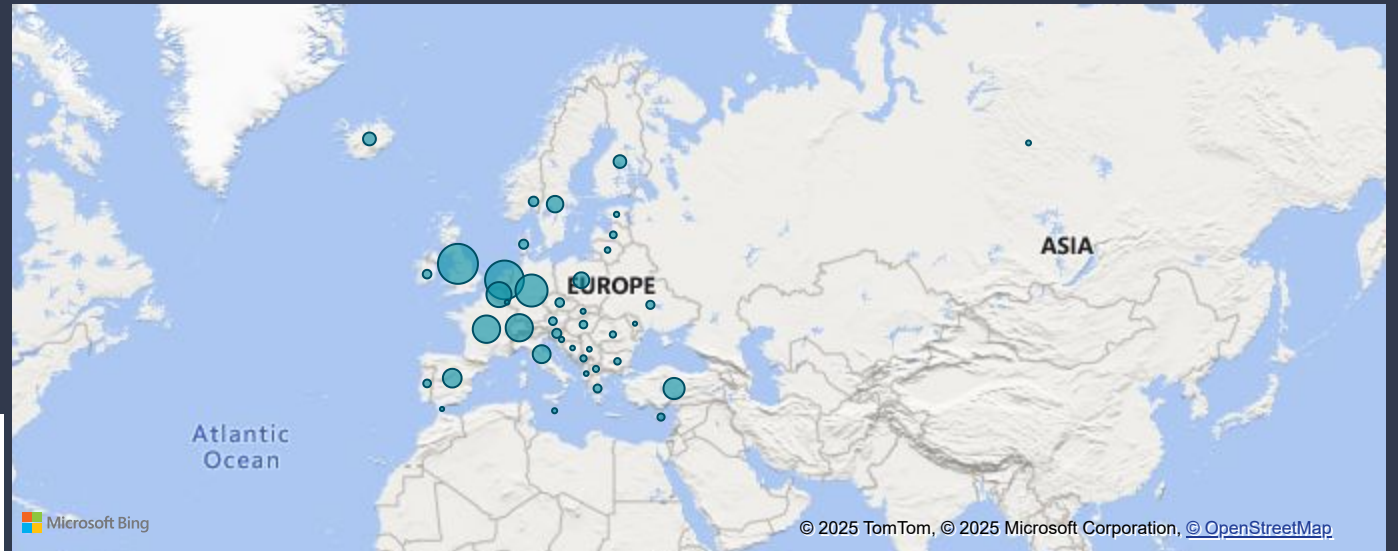 EUROPE
ASIA
Atlantic
Ocean
Microsoft Bing
© 2025 TomTom, © 2025 Microsoft Corporation, © OpenStreetMap